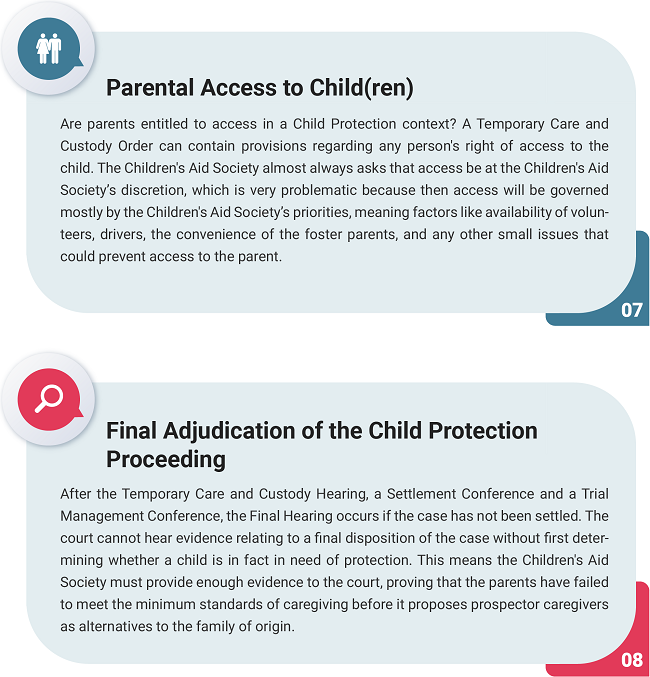 Parental Access to Child(ren)
Are parents entitled to access in a Child Protection context? A Temporary Care and
Custody Order can contain provisions regarding any person's right of access to the
child. The Children's Aid Society almost always asks that access be at the Children's Aid
Society’s discretion, which is very problematic because then access will be governed
mostly by the Children's Aid Society’s priorities, meaning factors like availability of volun-
teers, drivers, the convenience of the foster parents, and any other small issues that
could prevent access to the parent.
07
Final Adjudication of the Child Protection
Proceeding
After the Temporary Care and Custody Hearing, a Settlement Conference and a Trial
Management Conference, the Final Hearing occurs if the case has not been settled. The
court cannot hear evidence relating to a final disposition of the case without first deter-
mining whether a child is in fact in need of protection. This means the Children's Aid
Society must provide enough evidence to the court, proving that the parents have failed
to meet the minimum standards of caregiving before it proposes prospector caregivers
as alternatives to the family of origin.
08